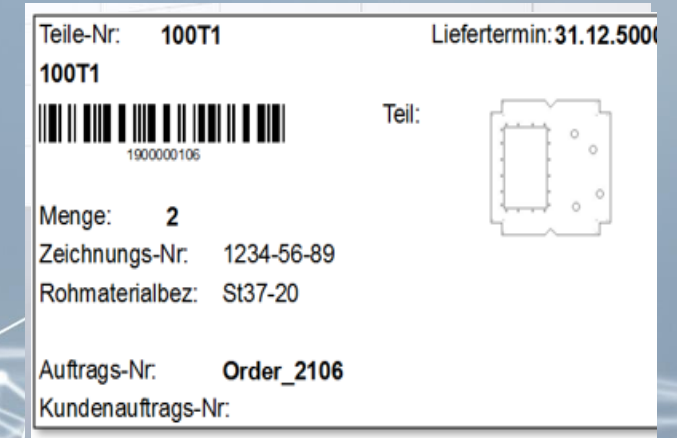 Teile-Nr: 100T1 Liefertermin: 31.12.5000
100T1
Teil:
1900000106
Menge: 2
Zeichnungs-Nr: 1234-56-89
Rohmaterialbez: St37-20
Auftrags-Nr: Order_2106
Kundenauftrags-Nr: